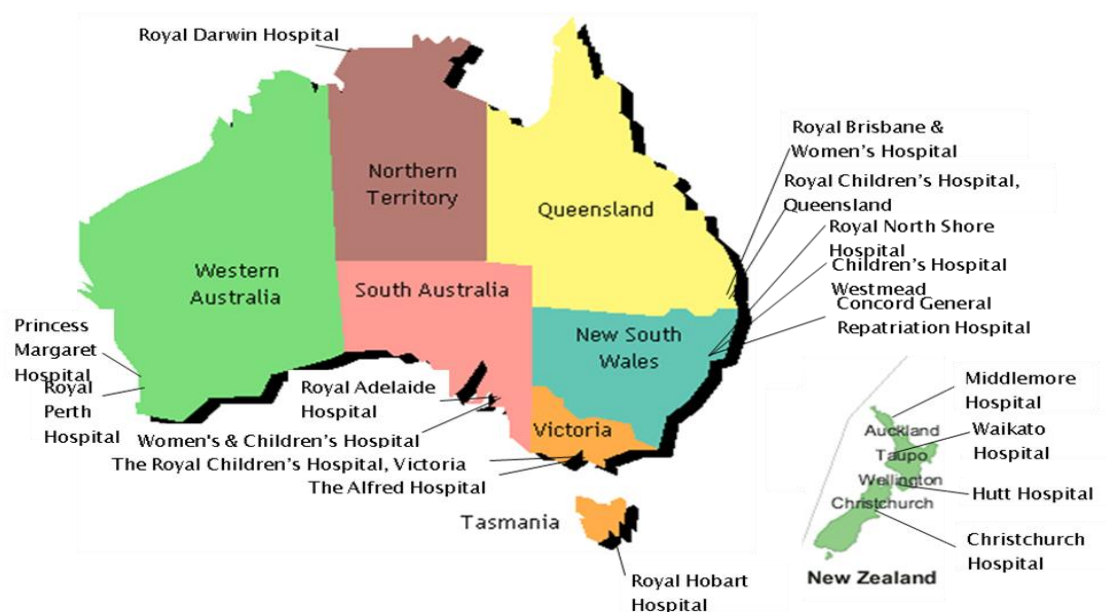 Royal Darwin Hospital
Northern
Territory
Queensland
Western
Australia
South Australia
New South
Wales
Victoria
Tasmania
Royal Brisbane &
Women's Hospital
Royal Children's Hospital,
Queensland
Royal North Shore
Hospital
Children's Hospital
Westmead
Concord General
Repatriation Hospital
Princess
Margaret
Hospital
Royal
Perth
Hospital
Royal Adelaide
Hospital
Women's & Children's Hospital
The Royal Children's Hospital, Victoria
The Alfred Hospital
Royal Hobart
Hospital
Middlemore
Hospital
Auckland
Waikato
Hospital
Taupo
Wellington
Hutt Hospital
Christchurch
Christchurch
Hospital
New Zealand